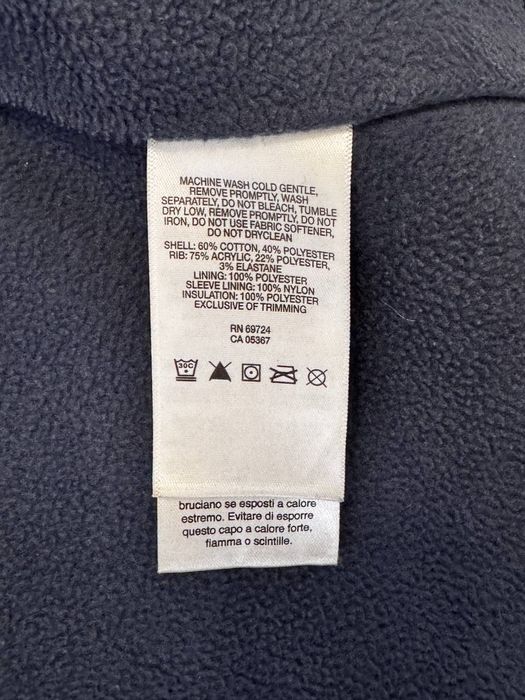 MACHINE WASH COLD GENTLE,
REMOVE PROMPTLY, WASH
SEPARATELY, DO NOT BLEACH, TUMBLE
DRY LOW, REMOVE PROMPTLY, DO NOT
IRON, DO NOT USE FABRIC SOFTENER,
DO NOT DRYCLEAN
SHELL: 60% COTTON, 40% POLYESTER
RIB: 75% ACRYLIC, 22% POLYESTER,
3% ELASTANE
LINING: 100% POLYESTER
SLEEVE LINING: 100% NYLON
INSULATION: 100% POLYESTER
EXCLUSIVE OF TRIMMING
RN 69724
CA 05367
30C
bruciano se esposti a calore
estremo. Evitare di esporre
questo capo a calore forte,
fiamma o scintille.